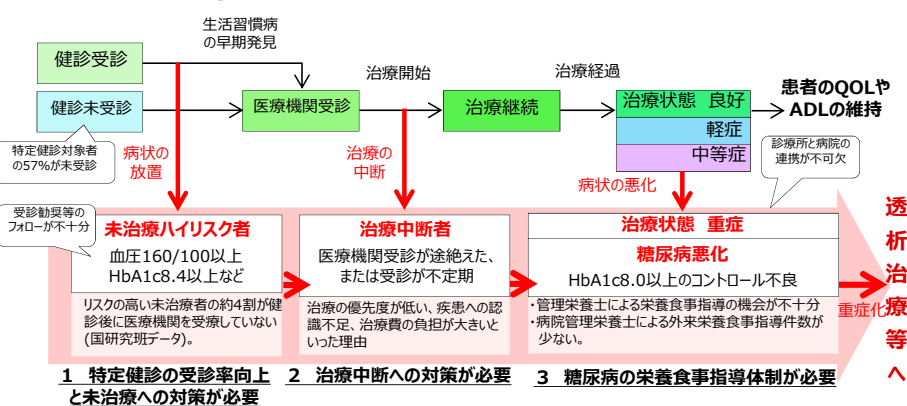 生活習慣病
の早期発見
健診受診
健診未受診
医療機関受診
治療開始
治療継続
治療経過
治療状態 良好
軽症
中等症
患者のQOLや
ADLの維持
特定健診対象者
の57%が未受診
病状の
放置
治療の
中断
病状の悪化
診療所と病院の
連携が不可欠
受診勧奨等の
フォローが不十分
未治療ハイリスク者
血圧160/100以上
HbA1c8.4以上など
リスクの高い未治療者の約4割が健
診後に医療機関を受療していない
(国研究班データ)。
治療中断者
医療機関受診が途絶えた、
または受診が不定期
治療の優先度が低い、疾患への認
識不足、治療費の負担が大きいと
いった理由
治療状態 重症
糖尿病悪化
HbA1c8.0以上のコントロール不良
・管理栄養士による栄養食事指導の機会が不十分
・病院管理栄養士による外来栄養食事指導件数が
少ない。
重症化
透析治療等へ
1 特定健診の受診率向上
と未治療への対策が必要
2 治療中断への対策が必要
3 糖尿病の栄養食事指導体制が必要